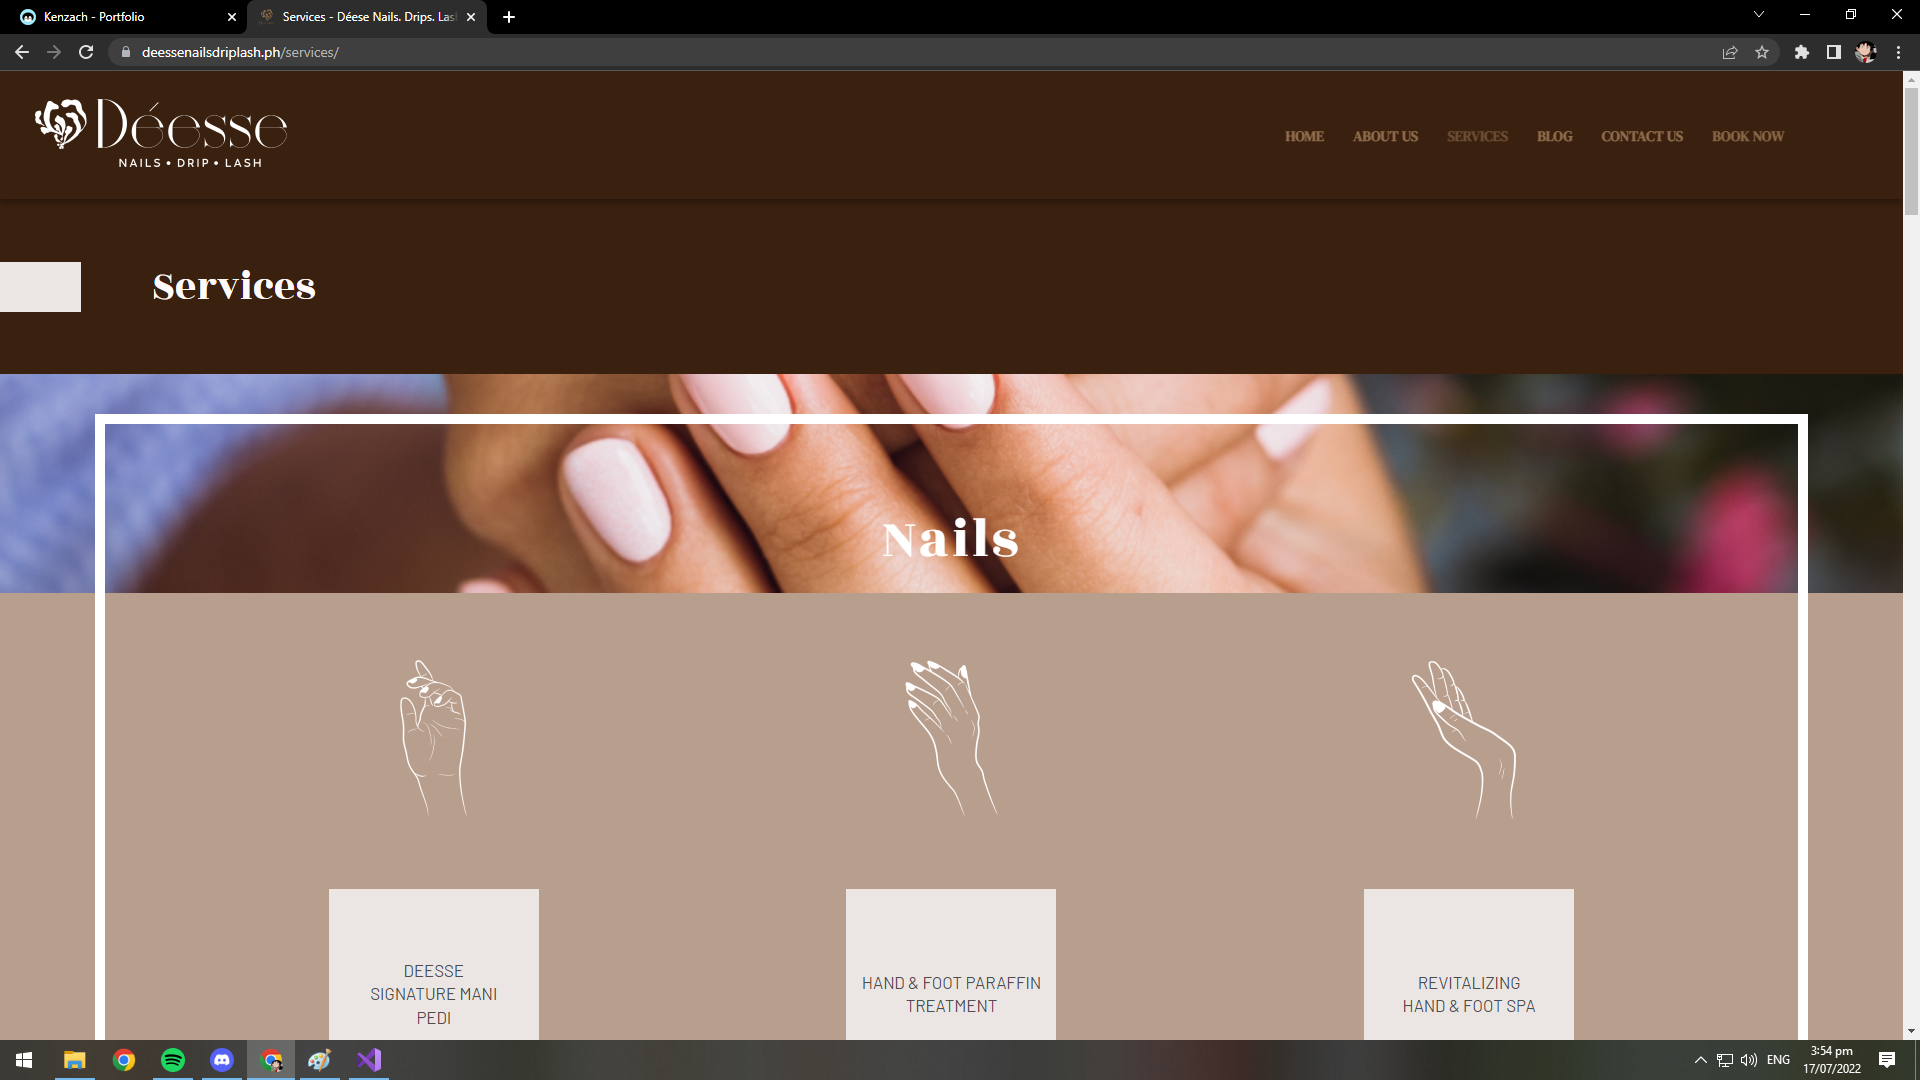 Kenzach - Portfolio
Services - Déese Nails. Drips. Las
deessenailsdriplash.ph/services/
Déesse
NAILS • DRIP • LASH
HOME
ABOUT US
SERVICES
BLOG
CONTACT US
BOOK NOW
Services
Nails
DEESSE
SIGNATURE MANI
PEDI
HAND & FOOT PARAFFIN
TREATMENT
REVITALIZING
HAND & FOOT SPA
ENG
3:54 pm
17/07/2022